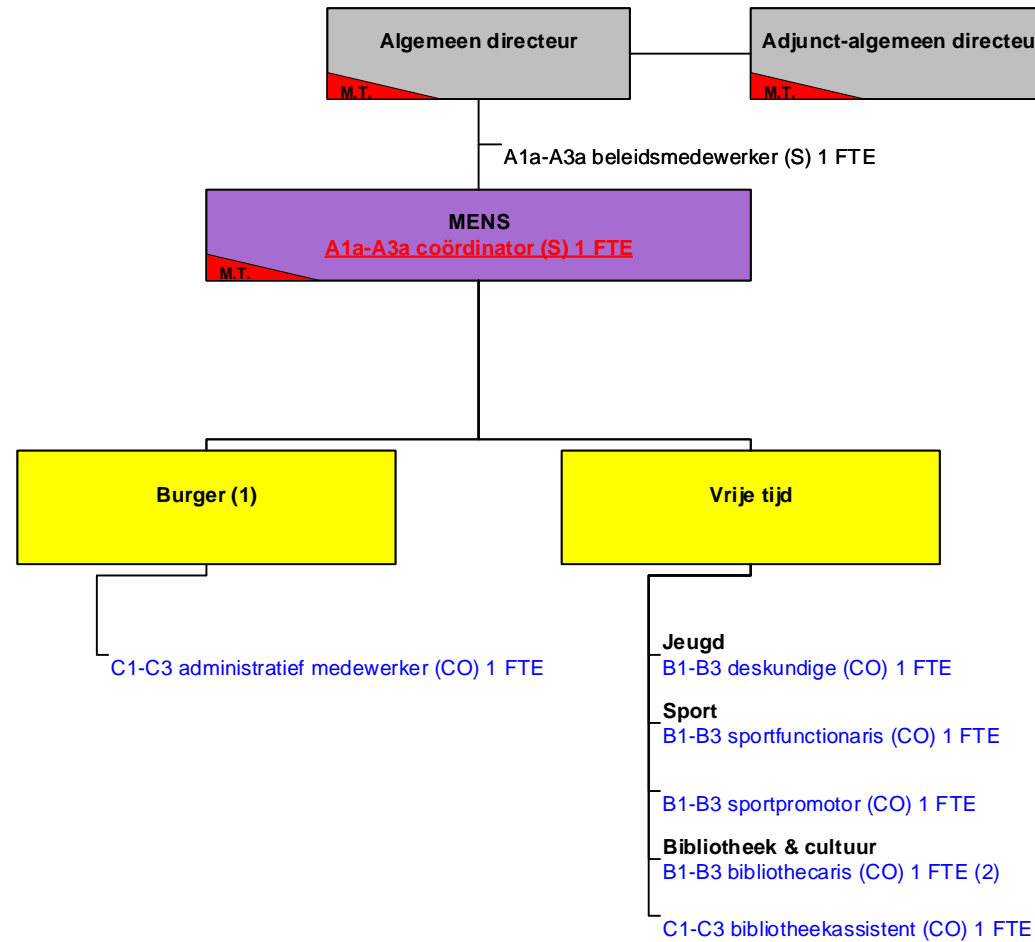 Algemeen directeur
M.T.
Adjunct-algemeen directeu
M.T.
A1a-A3a beleidsmedewerker (S) 1 FTE
MENS
A1a-A3a coördinator (S) 1 FTE
M.T.
Burger (1)
Vrije tijd
C1-C3 administratief medewerker (CO) 1 FTE
Jeugd
B1-B3 deskundige (CO) 1 FTE
Sport
B1-B3 sportfunctionaris (CO) 1 FTE
B1-B3 sportpromotor (CO) 1 FTE
Bibliotheek & cultuur
B1-B3 bibliothecaris (CO) 1 FTE (2)
C1-C3 bibliotheekassistent (CO) 1 FTE